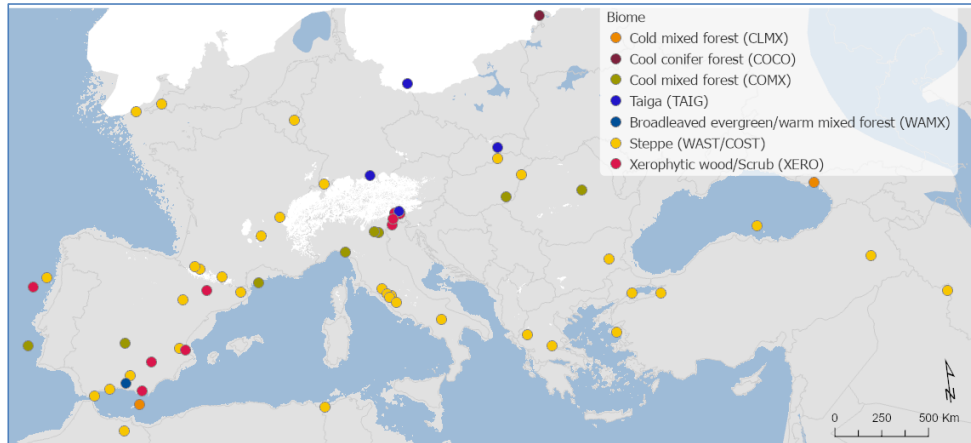 Biome
Cold mixed forest (CLMX)
Cool conifer forest (COCO)
Cool mixed forest (COMX)
Taiga (TAIG)
Broadleaved evergreen/warm mixed forest (WAMX)
Steppe (WAST/COST)
Xerophytic wood/Scrub (XERO)
N
0 250 500 Km